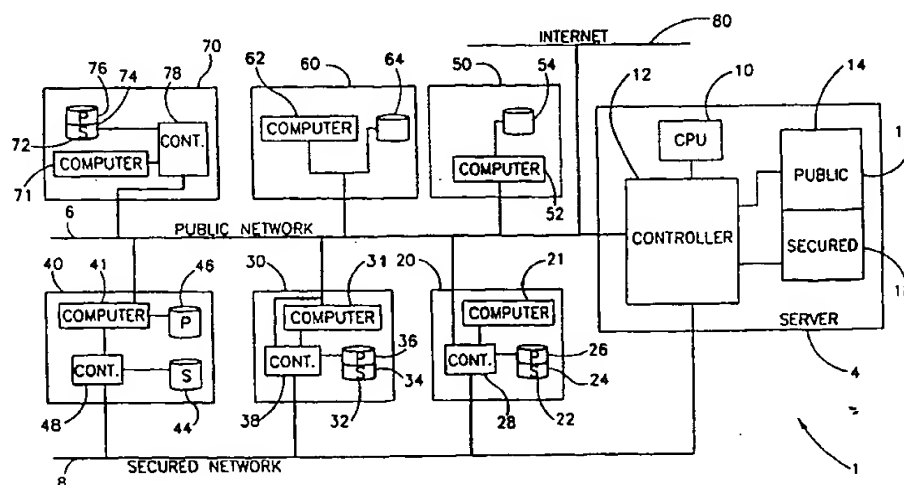 INTERNET
80
70
76
74
78
62
60
64
50
54
12
10
14
P
S
72
CONT.
COMPUTER
71
COMPUTER
COMPUTER
52
CPU
PUBLIC
CONTROLLER
SECURED
SERVER
4
6
PUBLIC NETWORK
40
41
46
COMPUTER
P
CONT.
S
48
44
30
31
COMPUTER
CONT.
P
S
36
34
38
32
20
21
COMPUTER
CONT.
P
S
26
24
28
22
8
SECURED NETWORK
1